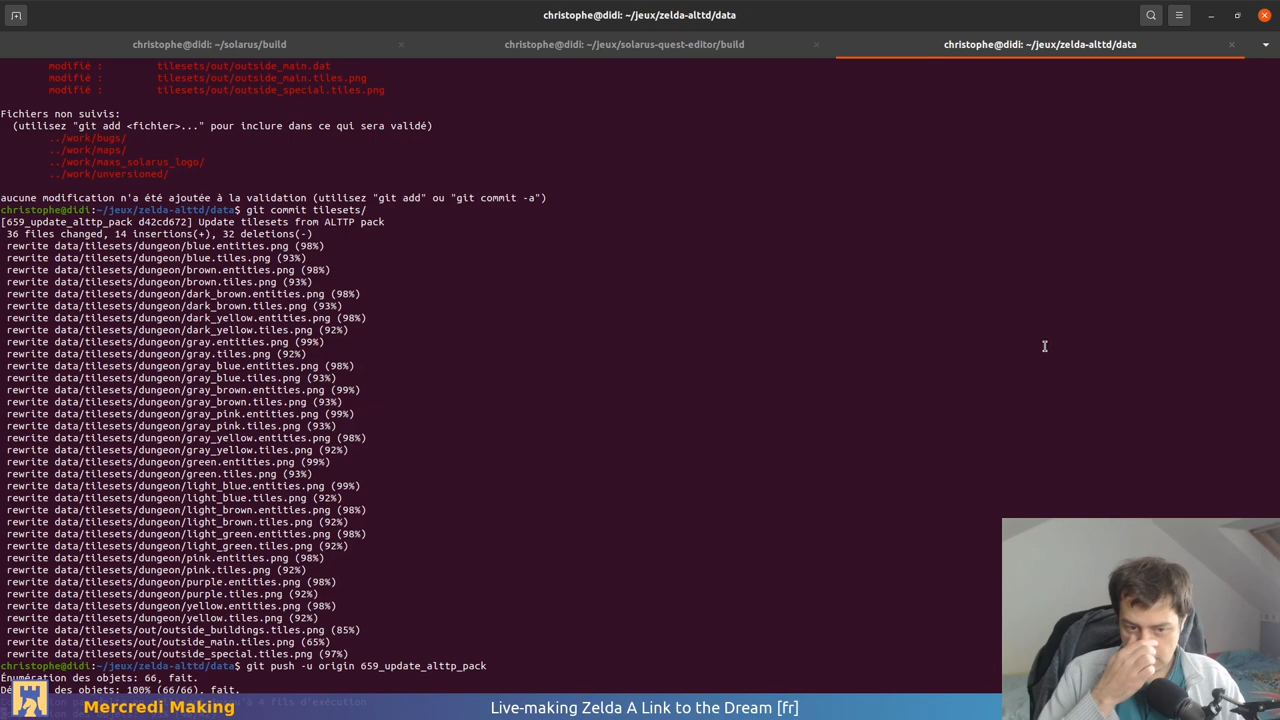 christophe@didi: ~/jeux/zelda-alttd/data
christophe@didi: ~/solarus/build
christophe@didi: ~/jeux/solarus-quest-editor/build
christophe@didi: ~/jeux/zelda-alttd/data
modifié : tilesets/out/outside_main.dat
modifié : tilesets/out/outside_main.tiles.png
modifié : tilesets/out/outside_special.tiles.png
Fichiers non suivis:
(utilisez "git add <fichier>..." pour inclure dans ce qui sera validé)
../work/bugs/
../work/maps/
../work/maxs_solarus_logo/
../work/unversioned/
aucune modification n'a été ajoutée à la validation (utilisez "git add" ou "git commit -a")
christophe@didi:~/jeux/zelda-alttd/data$ git commit tilesets/
[659_update_alttp_pack d42cd672] Update tilesets from ALTTP pack
36 files changed, 14 insertions(+), 32 deletions(-)
rewrite data/tilesets/dungeon/blue.entities.png (98%)
rewrite data/tilesets/dungeon/blue.tiles.png (93%)
rewrite data/tilesets/dungeon/brown.entities.png (98%)
rewrite data/tilesets/dungeon/brown.tiles.png (93%)
rewrite data/tilesets/dungeon/dark_brown.entities.png (98%)
rewrite data/tilesets/dungeon/dark_brown.tiles.png (93%)
rewrite data/tilesets/dungeon/dark_yellow.entities.png (98%)
rewrite data/tilesets/dungeon/dark_yellow.tiles.png (92%)
rewrite data/tilesets/dungeon/gray.entities.png (99%)
rewrite data/tilesets/dungeon/gray.tiles.png (92%)
rewrite data/tilesets/dungeon/gray_blue.entities.png (98%)
rewrite data/tilesets/dungeon/gray_blue.tiles.png (93%)
rewrite data/tilesets/dungeon/gray_brown.entities.png (99%)
rewrite data/tilesets/dungeon/gray_brown.tiles.png (93%)
rewrite data/tilesets/dungeon/gray_pink.entities.png (99%)
rewrite data/tilesets/dungeon/gray_pink.tiles.png (93%)
rewrite data/tilesets/dungeon/gray_yellow.entities.png (98%)
rewrite data/tilesets/dungeon/gray_yellow.tiles.png (92%)
rewrite data/tilesets/dungeon/green.entities.png (99%)
rewrite data/tilesets/dungeon/green.tiles.png (93%)
rewrite data/tilesets/dungeon/light_blue.entities.png (99%)
rewrite data/tilesets/dungeon/light_blue.tiles.png (92%)
rewrite data/tilesets/dungeon/light_brown.entities.png (98%)
rewrite data/tilesets/dungeon/light_brown.tiles.png (92%)
rewrite data/tilesets/dungeon/light_green.entities.png (98%)
rewrite data/tilesets/dungeon/light_green.tiles.png (92%)
rewrite data/tilesets/dungeon/pink.entities.png (98%)
rewrite data/tilesets/dungeon/pink.tiles.png (92%)
rewrite data/tilesets/dungeon/purple.entities.png (98%)
rewrite data/tilesets/dungeon/purple.tiles.png (92%)
rewrite data/tilesets/dungeon/yellow.entities.png (98%)
rewrite data/tilesets/dungeon/yellow.tiles.png (92%)
rewrite data/tilesets/out/outside_buildings.tiles.png (85%)
rewrite data/tilesets/out/outside_main.tiles.png (65%)
rewrite data/tilesets/out/outside_special.tiles.png (97%)
christophe@didi:~/jeux/zelda-alttd/data$ git push -u origin 659_update_alttp_pack
Énumération des objets: 66, fait.
des objets: 100% (66/66), fait.
à 4 fils d'exécution
Mercredi Making
Live-making Zelda A Link to the Dream [fr]